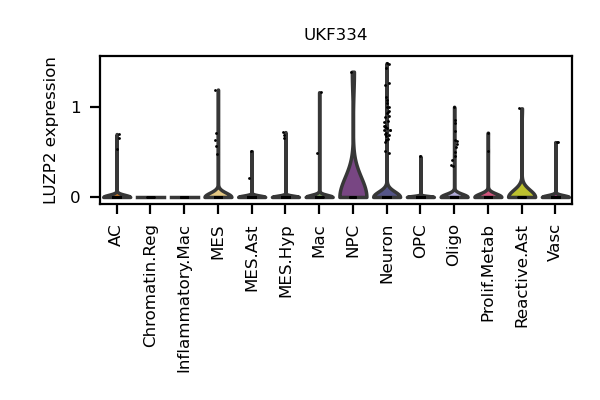 UKF334
LUZP2 expression
1
0
AC
Chromatin.Reg
Inflammatory.Mac
MES
MES.Ast
MES.Hyp
Mac
NPC
Neuron
OPC
Oligo
Prolif.Metab
Reactive.Ast
Vasc